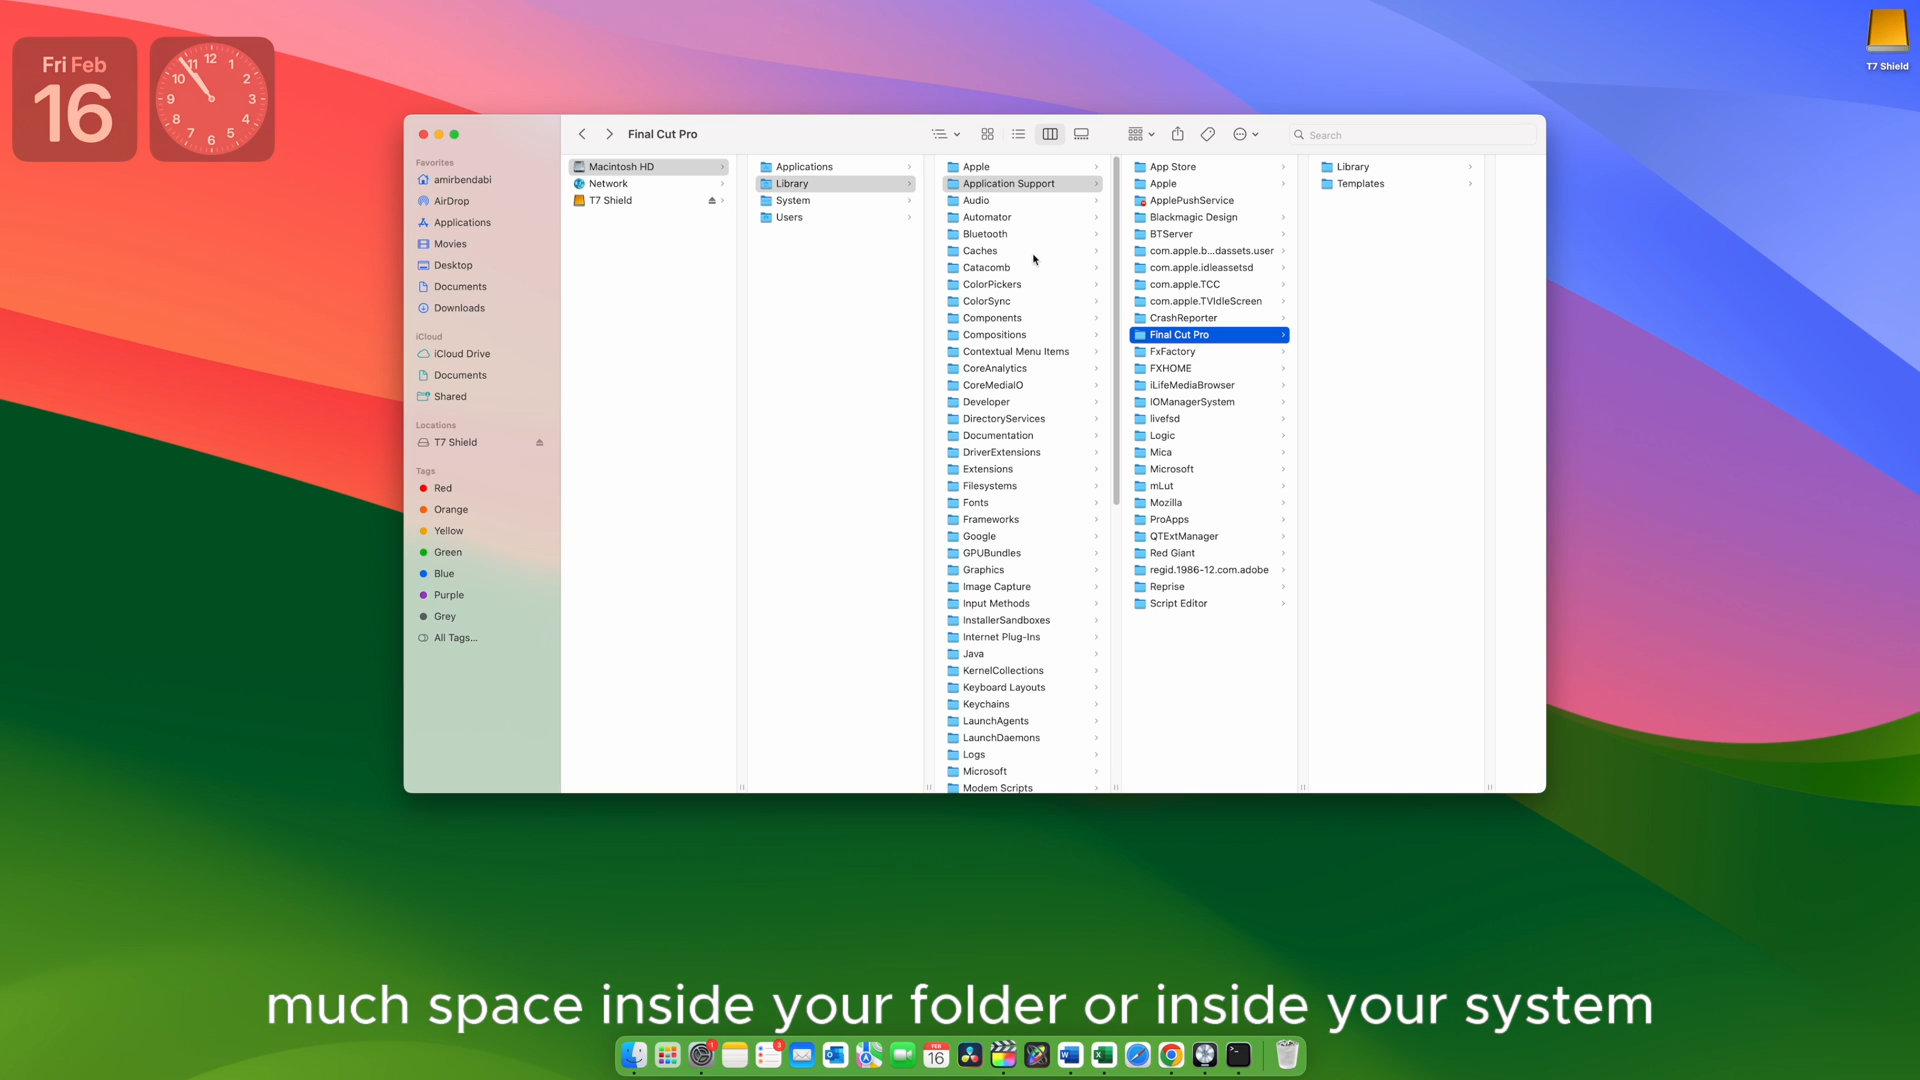 Fri Feb
16
12
1
2
3
4
5
6
7
8
9
10
11
T7 Shield
Final Cut Pro
Search
Favorites
amirbendabi
AirDrop
Applications
Movies
Desktop
Documents
Downloads
iCloud
iCloud Drive
Documents
Shared
Locations
T7 Shield
Tags
Red
Orange
Yellow
Green
Blue
Purple
Grey
All Tags...
Macintosh HD
Network
T7 Shield
Applications
Library
System
Users
Apple
Application Support
Audio
Automator
Bluetooth
Caches
Catacomb
ColorPickers
ColorSync
Components
Compositions
Contextual Menu Items
CoreAnalytics
CoreMediaIO
Developer
DirectoryServices
Documentation
DriverExtensions
Extensions
Filesystems
Fonts
Frameworks
Google
GPUBundles
Graphics
Image Capture
Input Methods
InstallerSandboxes
Internet Plug-Ins
Java
KernelCollections
Keyboard Layouts
Keychains
LaunchAgents
LaunchDaemons
Logs
Microsoft
Modem Scripts
App Store
Apple
ApplePushService
Blackmagic Design
BTServer
com.apple.b...dassets.user
com.apple.idleassetsd
com.apple.TCC
com.apple.TVIdleScreen
CrashReporter
Final Cut Pro
FxFactory
FXHOME
iLifeMediaBrowser
IOManagerSystem
livefsd
Logic
Mica
Microsoft
mLut
Mozilla
ProApps
QTExtManager
Red Giant
regid.1986-12.com.adobe
Reprise
Script Editor
Library
Templates
much space inside your folder or inside your system
1
3
FEB
16